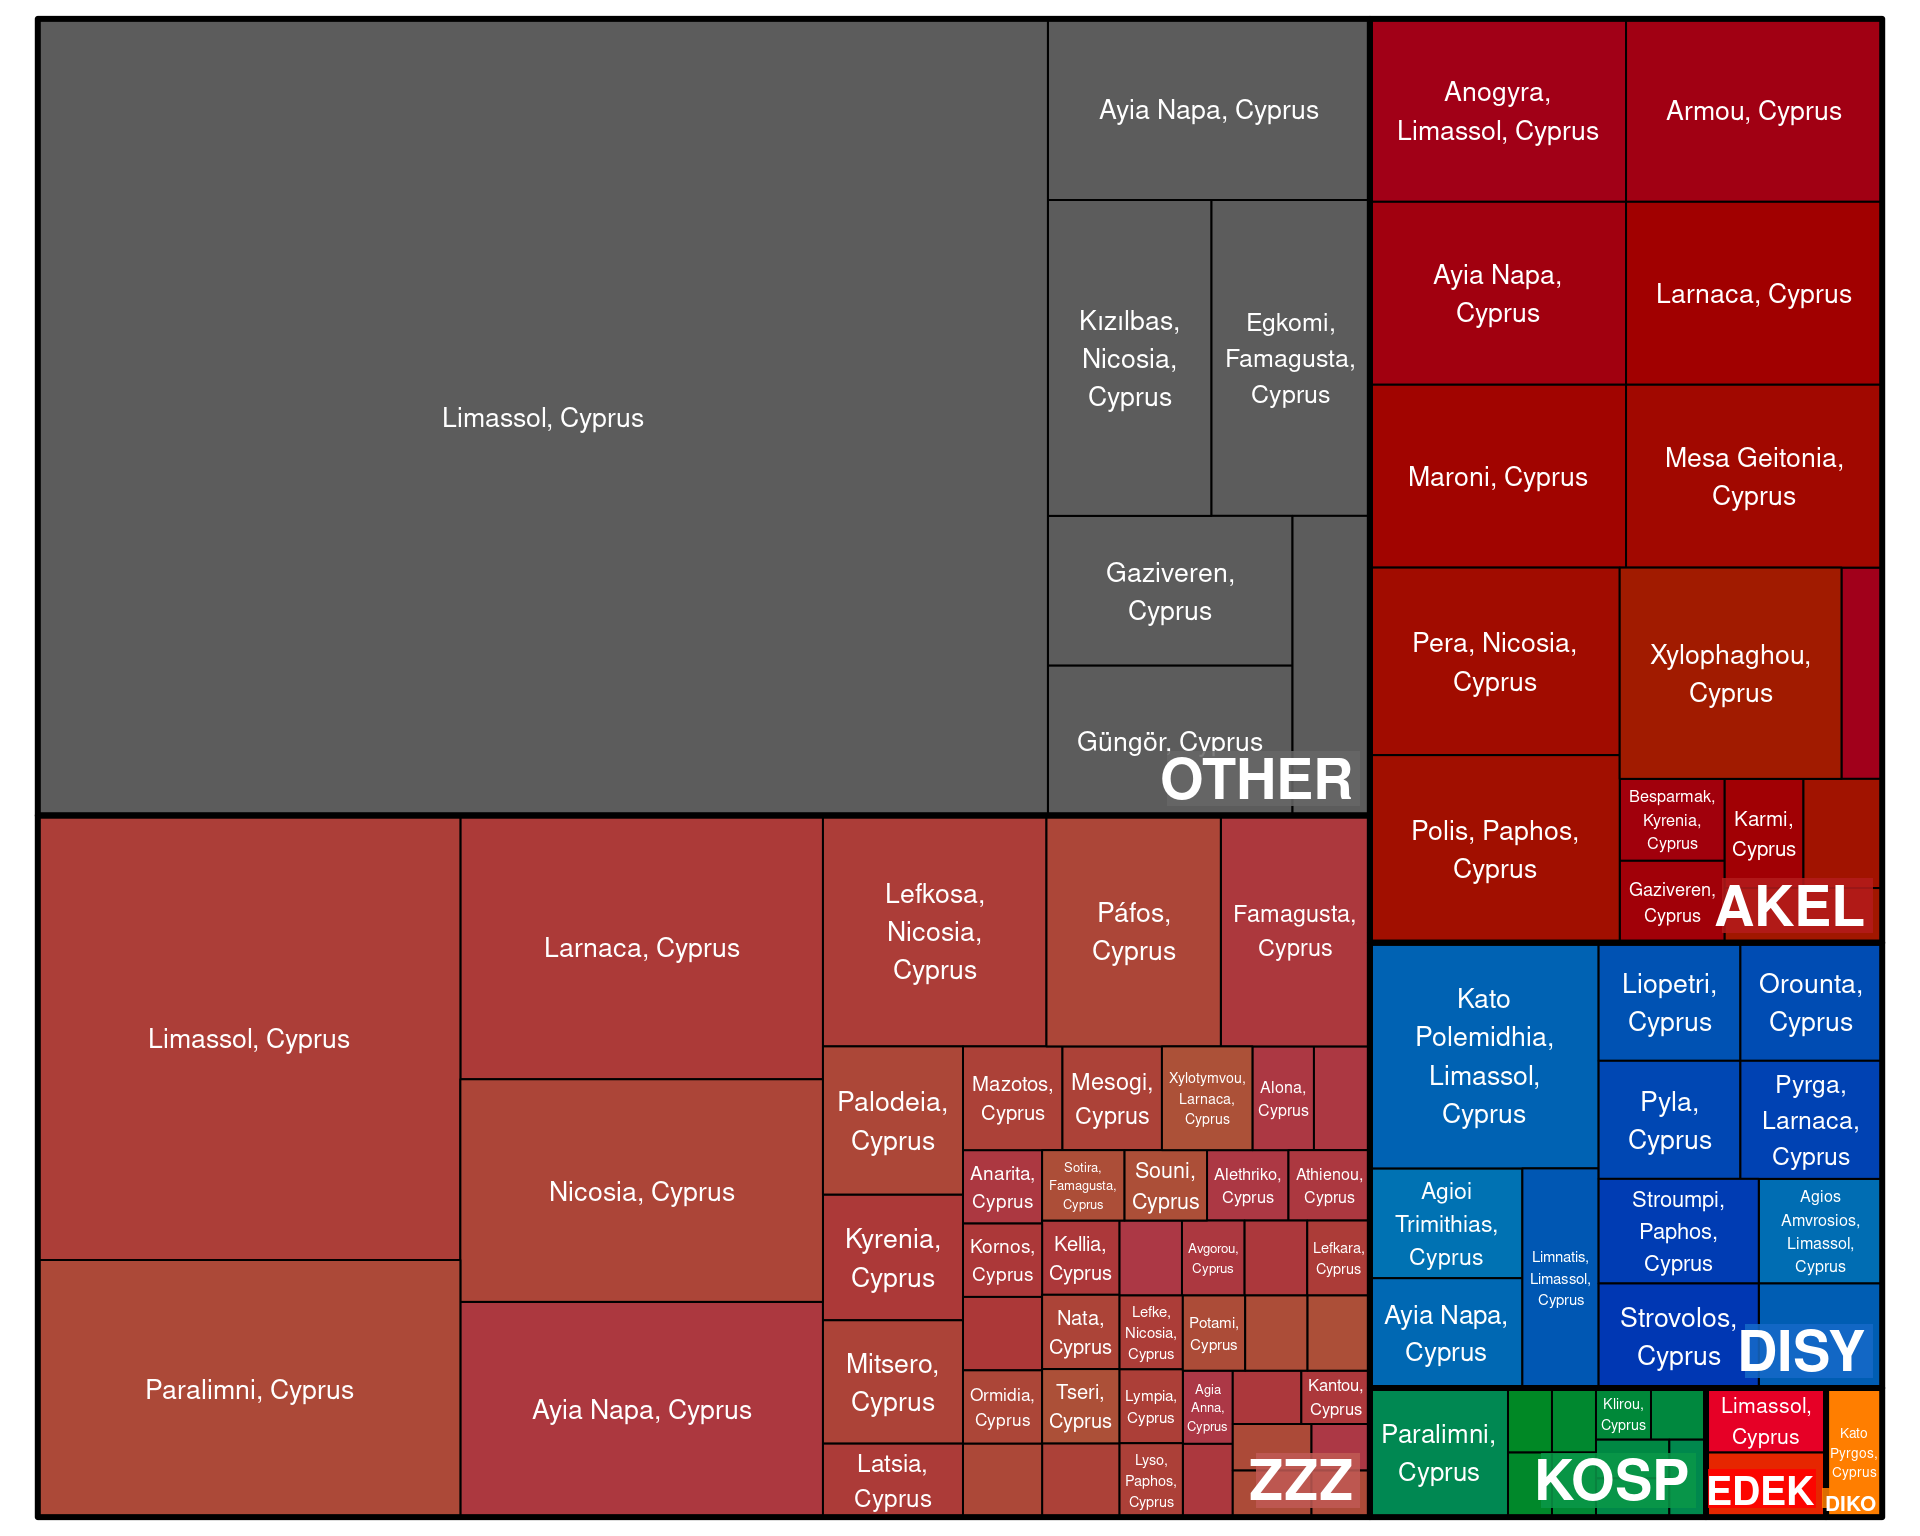 Limassol, Cyprus
Ayia Napa, Cyprus
Kızılbas,
Nicosia,
Cyprus
Egkomi,
Famagusta,
Cyprus
Gaziveren,
Cyprus
Güngör, Cyprus
OTHER
Anogyra,
Limassol, Cyprus
Armou, Cyprus
Ayia Napa,
Cyprus
Larnaca, Cyprus
Maroni, Cyprus
Mesa Geitonia,
Cyprus
Pera, Nicosia,
Cyprus
Xylophaghou,
Cyprus
Polis, Paphos,
Cyprus
Besparmak,
Kyrenia,
Cyprus
Karmi,
Cyprus
Gaziveren,
Cyprus
AKEL
Limassol, Cyprus
Paralimni, Cyprus
Larnaca, Cyprus
Nicosia, Cyprus
Ayia Napa, Cyprus
Lefkosa,
Nicosia,
Cyprus
Páfos,
Cyprus
Famagusta,
Cyprus
Palodeia,
Cyprus
Kyrenia,
Cyprus
Mitsero,
Cyprus
Latsia,
Cyprus
Mazotos,
Cyprus
Mesogi,
Cyprus
Xylotymvou,
Larnaca,
Cyprus
Alona,
Cyprus
Anarita,
Cyprus
Sotira,
Famagusta,
Cyprus
Souni,
Cyprus
Alethriko,
Cyprus
Athienou,
Cyprus
Kornos,
Cyprus
Kellia,
Cyprus
Avgorou,
Cyprus
Lefkara,
Cyprus
Nata,
Cyprus
Lefke,
Nicosia,
Cyprus
Potami,
Cyprus
Ormidia,
Cyprus
Tseri,
Cyprus
Lympia,
Cyprus
Agia
Anna,
Cyprus
Kantou,
Cyprus
Lyso,
Paphos,
Cyprus
ZZZ
Kato
Polemidhia,
Limassol,
Cyprus
Liopetri,
Cyprus
Orounta,
Cyprus
Pyla,
Cyprus
Pyrga,
Larnaca,
Cyprus
Agioi
Trimithias,
Cyprus
Limnatis,
Limassol,
Cyprus
Ayia Napa,
Cyprus
Stroumpi,
Paphos,
Cyprus
Agios
Amvrosios,
Limassol,
Cyprus
Strovolos,
Cyprus
DISY
Paralimni,
Cyprus
Klirou,
Cyprus
KOSP
Limassol,
Cyprus
EDEK
Kato
Pyrgos,
Cyprus
DIKO